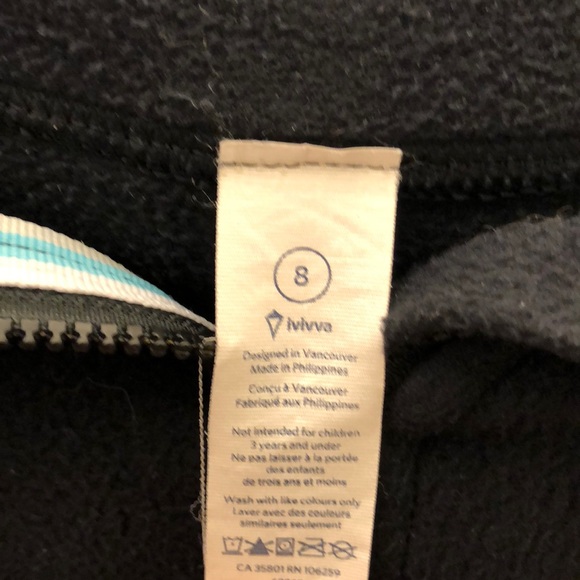 8
ivivva
Designed in Vancouver
Made in Philippines
Conçu à Vancouver
Fabriqué aux Philippines
Not intended for children
3 years and under
Ne pas laisser à la portée
des enfants
de trois ans et moins
Wash with like colours only
Laver avec des couleurs
similaires seulement
CA 35801 RN 106259